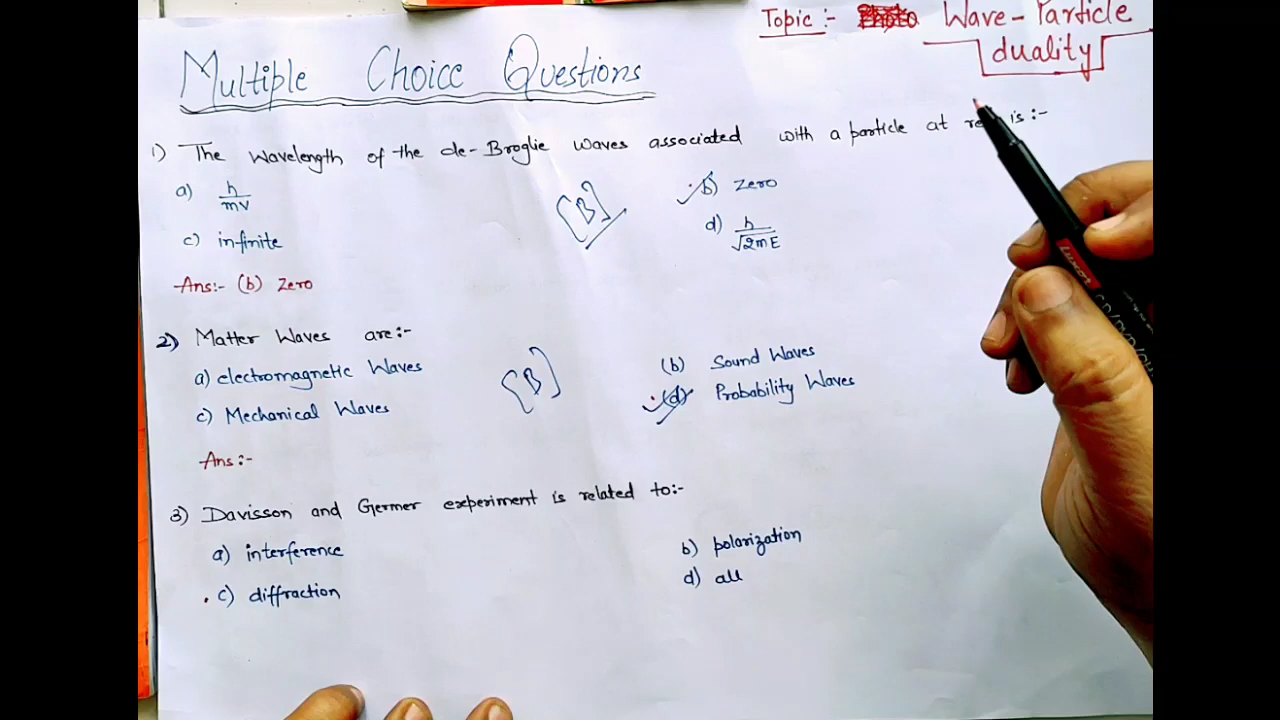 Topic:- Wave-Particle
duality
Multiple Choice Questions
1) The Wavelength of the de-Broglie Waves associated with a particle at is:-
a) h/mv
b) Zero
[B]
c) infinite
d) h/√2mE
Ans:- (b) Zero
2) Matter Waves are:-
a) electromagnetic Waves
(b) Sound Waves
[B]
c) Mechanical Waves
(d) Probability Waves
Ans:-
3) Davisson and Germer experiment is related to:-
a) interference
b) polarization
c) diffraction
d) all
Luxor